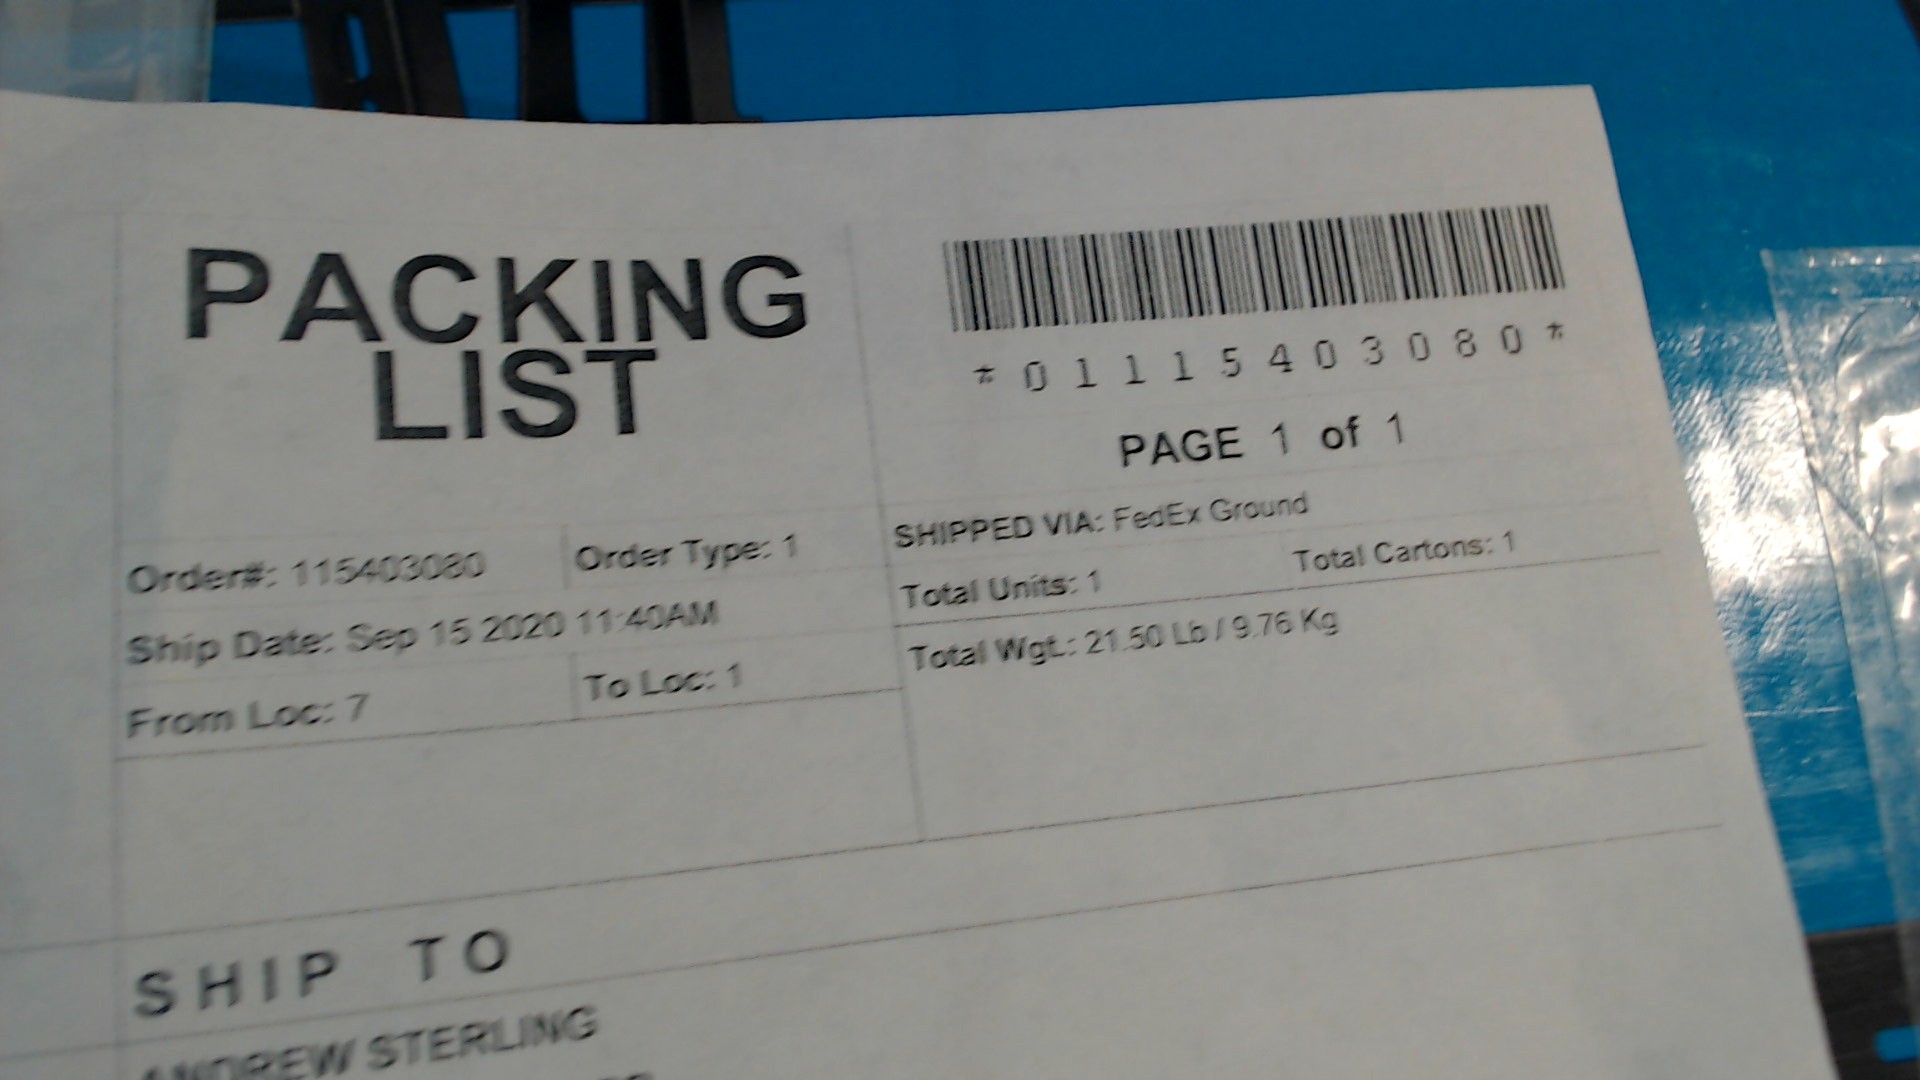 PACKING
LIST
*01115403080*
PAGE 1 of 1
Order#: 115403080
Order Type: 1
Ship Date: Sep 15 2020 11:40AM
From Loc: 7
To Loc: 1
SHIPPED VIA: FedEx Ground
Total Units: 1
Total Cartons: 1
Total Wgt.: 21.50 Lb / 9.76 Kg
SHIP TO
ANDREW STERLING